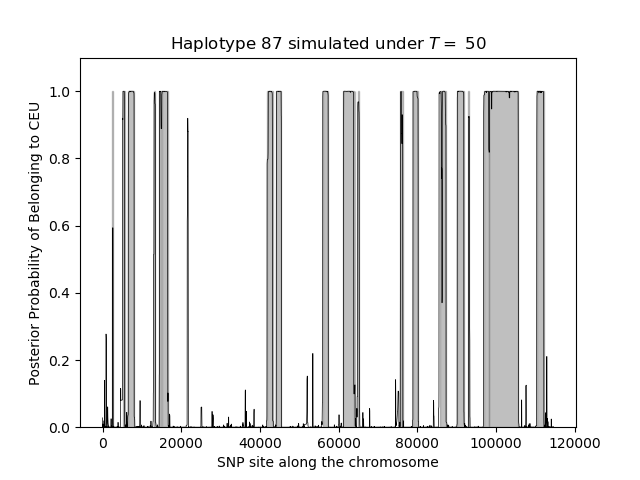 Haplotype 87 simulated under T = 50
Posterior Probability of Belonging to CEU
1.0
0.8
0.6
0.4
0.2
0.0
0 20000 40000 60000 80000 100000 120000
SNP site along the chromosome